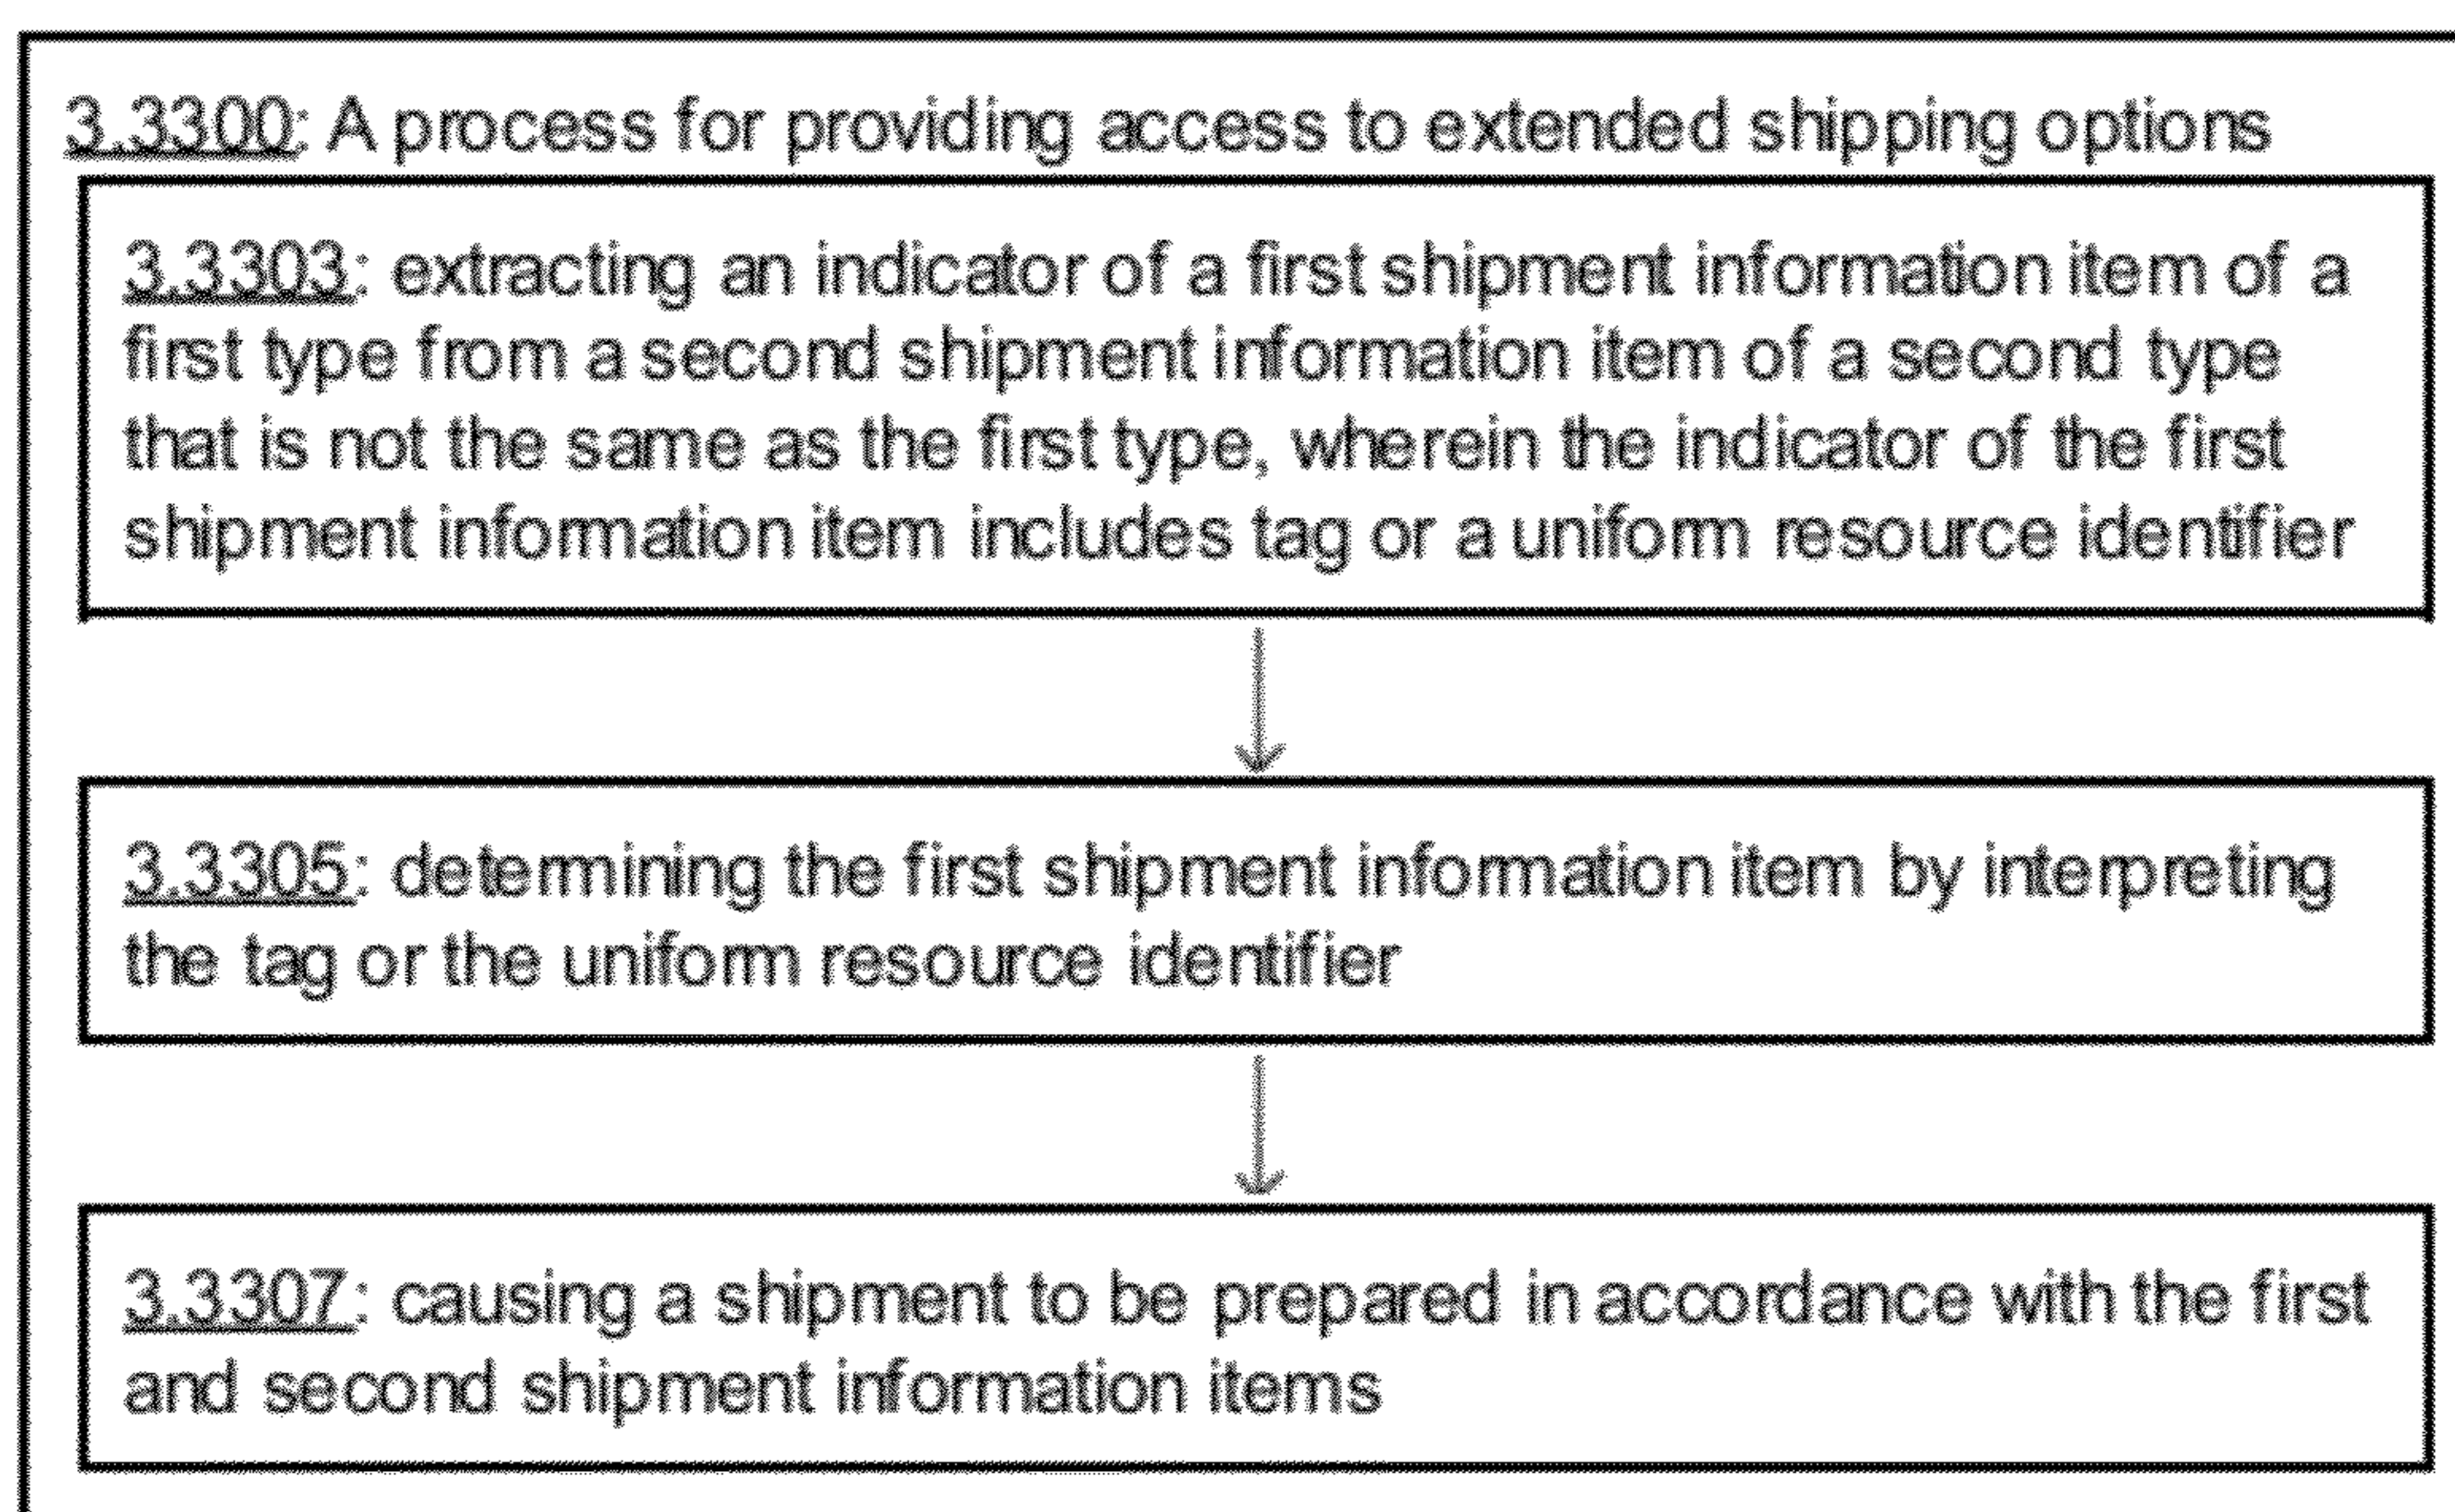 3.3300: A process for providing access to extended shipping options
3.3303: extracting an indicator of a first shipment information item of a
first type from a second shipment information item of a second type
that is not the same as the first type, wherein the indicator of the first
shipment information item includes tag or a uniform resource identifier
3.3305: determining the first shipment information item by interpreting
the tag or the uniform resource identifier
3.3307: causing a shipment to be prepared in accordance with the first
and second shipment information items